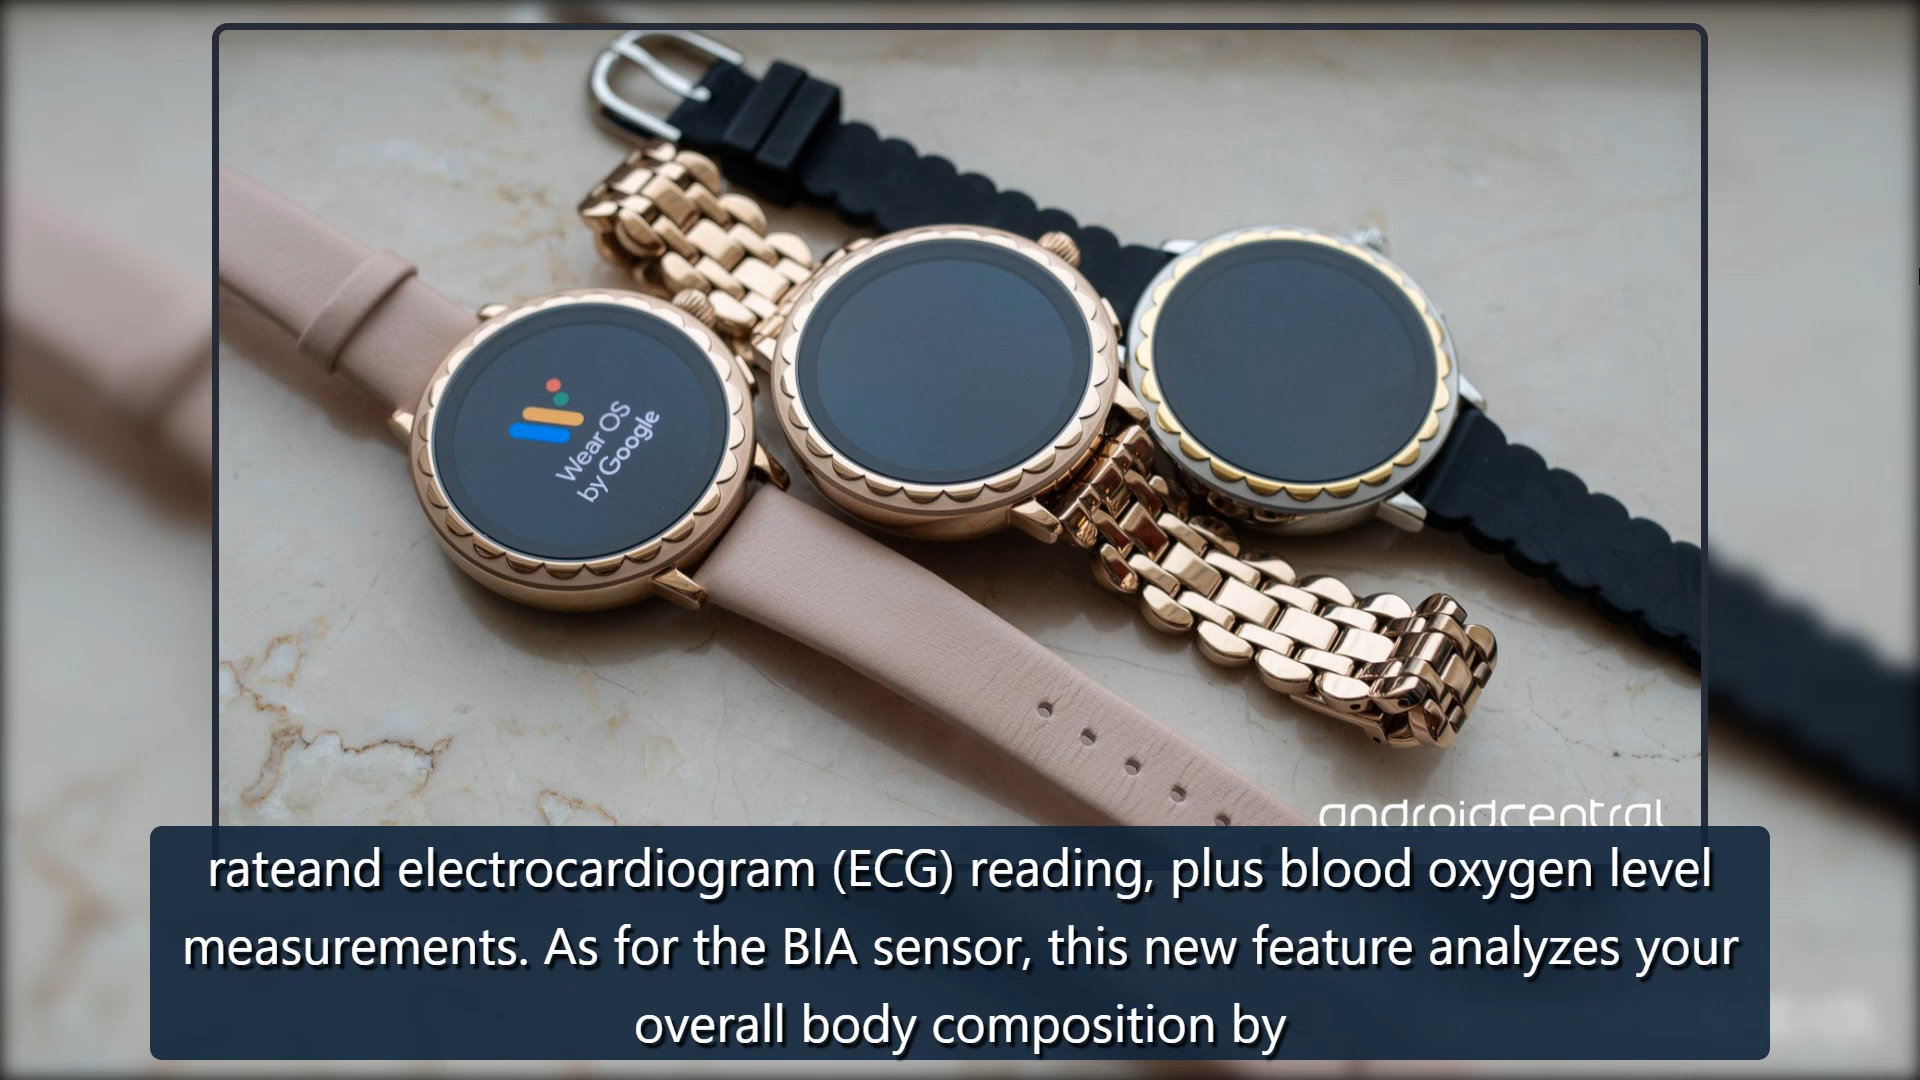 Wear OS
by Google
androidcentral
rateand electrocardiogram (ECG) reading, plus blood oxygen level
measurements. As for the BIA sensor, this new feature analyzes your
overall body composition by